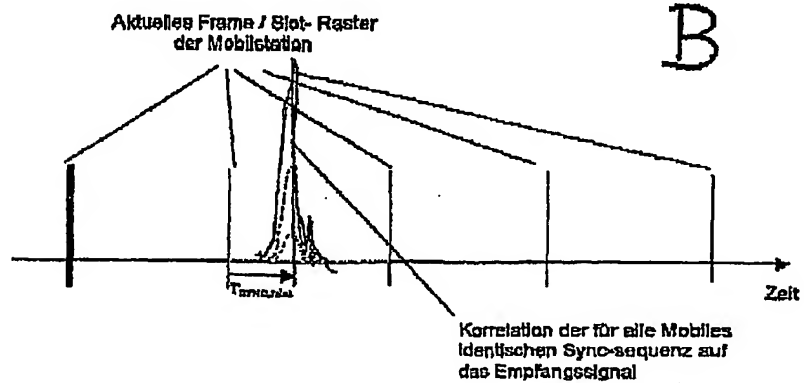 Aktuelles Frame / Slot- Raster
der Mobilstation
B
Zeit
Korrelation der für alle Mobiles
identischen Sync-sequenz auf
das Empfangssignal